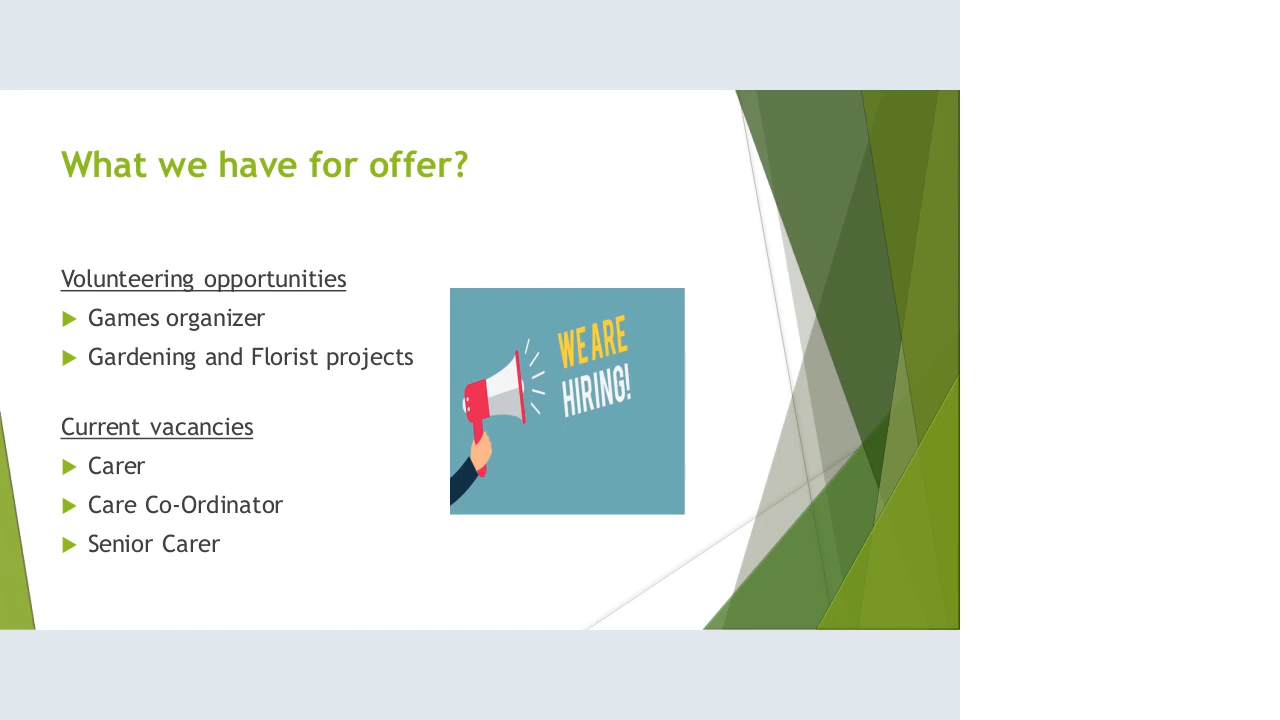 What we have for offer?
Volunteering opportunities
Games organizer
Gardening and Florist projects
Current vacancies
Carer
Care Co-Ordinator
Senior Carer
WE ARE
HIRING!